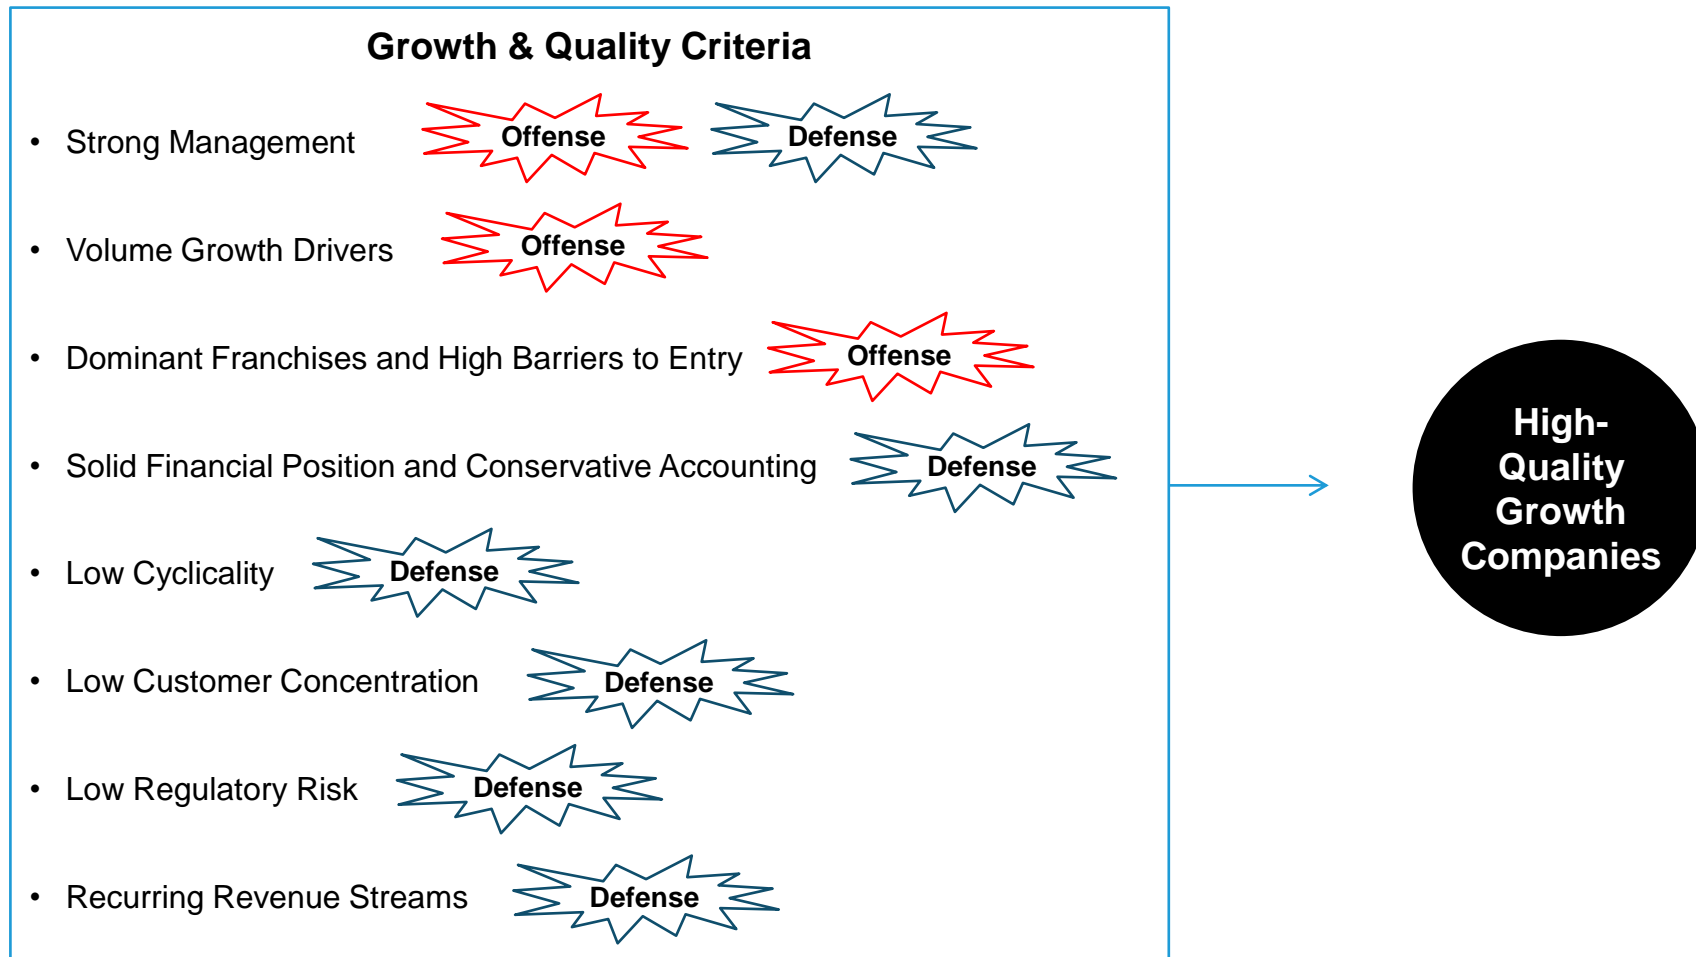 Growth & Quality Criteria
• Strong Management Offense Defense
• Volume Growth Drivers Offense
• Dominant Franchises and High Barriers to Entry Offense
• Solid Financial Position and Conservative Accounting Defense
• Low Cyclicality Defense
• Low Customer Concentration Defense
• Low Regulatory Risk Defense
• Recurring Revenue Streams Defense
High-
Quality
Growth
Companies